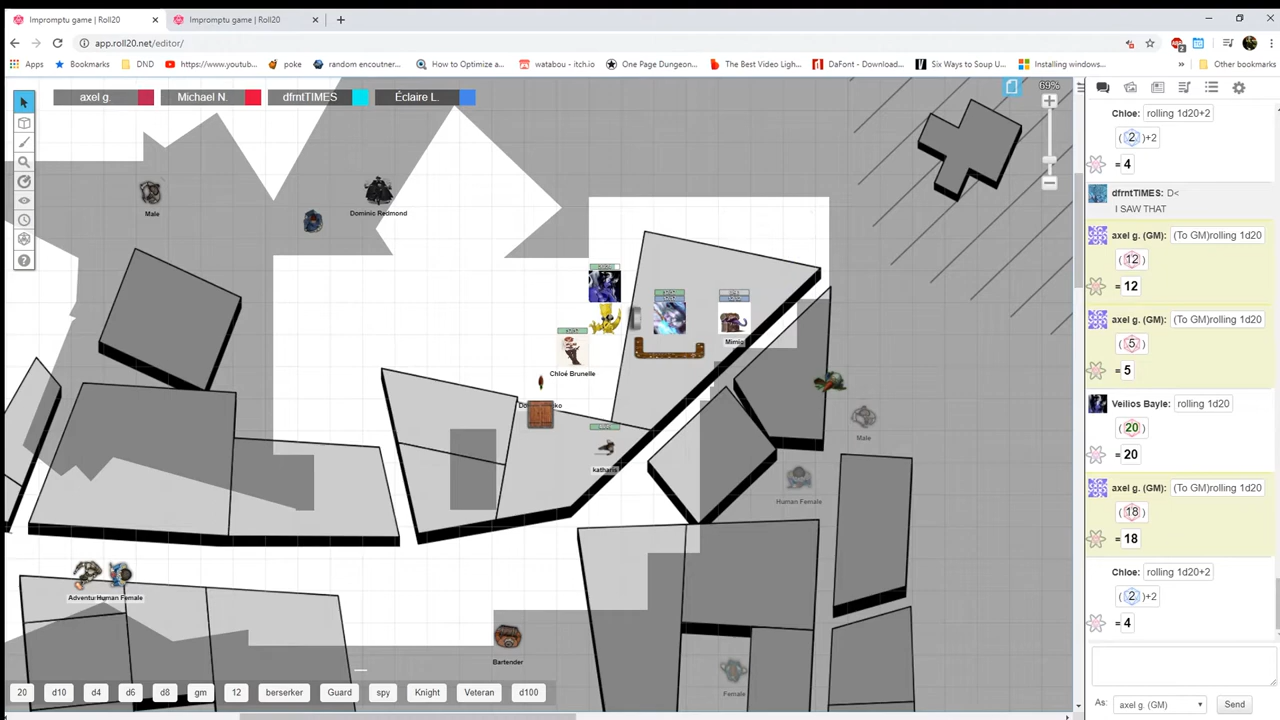 Impromptu game | Roll20
Impromptu game | Roll20
app.roll20.net/editor/
Apps
Bookmarks
DND
https://www.youtub...
poke
random encoutner...
How to Optimize a...
watabou - itch.io
One Page Dungeon...
The Best Video Ligh...
DaFont - Download...
Six Ways to Soup U...
Installing windows...
Other bookmarks
axel g.
Michael N.
dfrntTIMES
Éclaire L.
69%
Male
Dominic Redmond
Mimic
Chloé Brunelle
katharis
Male
Human Female
Human Female
Bartender
Female
20
d10
d4
d6
d8
gm
12
berserker
Guard
spy
Knight
Veteran
d100
Chloe: rolling 1d20+2
(2)+2
= 4
dfrntTIMES: D<
I SAW THAT
axel g. (GM): (To GM)rolling 1d20
(12)
= 12
axel g. (GM): (To GM)rolling 1d20
(5)
= 5
Veilios Bayle: rolling 1d20
(20)
= 20
axel g. (GM): (To GM)rolling 1d20
(18)
= 18
Chloe: rolling 1d20+2
(2)+2
= 4
As: axel g. (GM)
Send